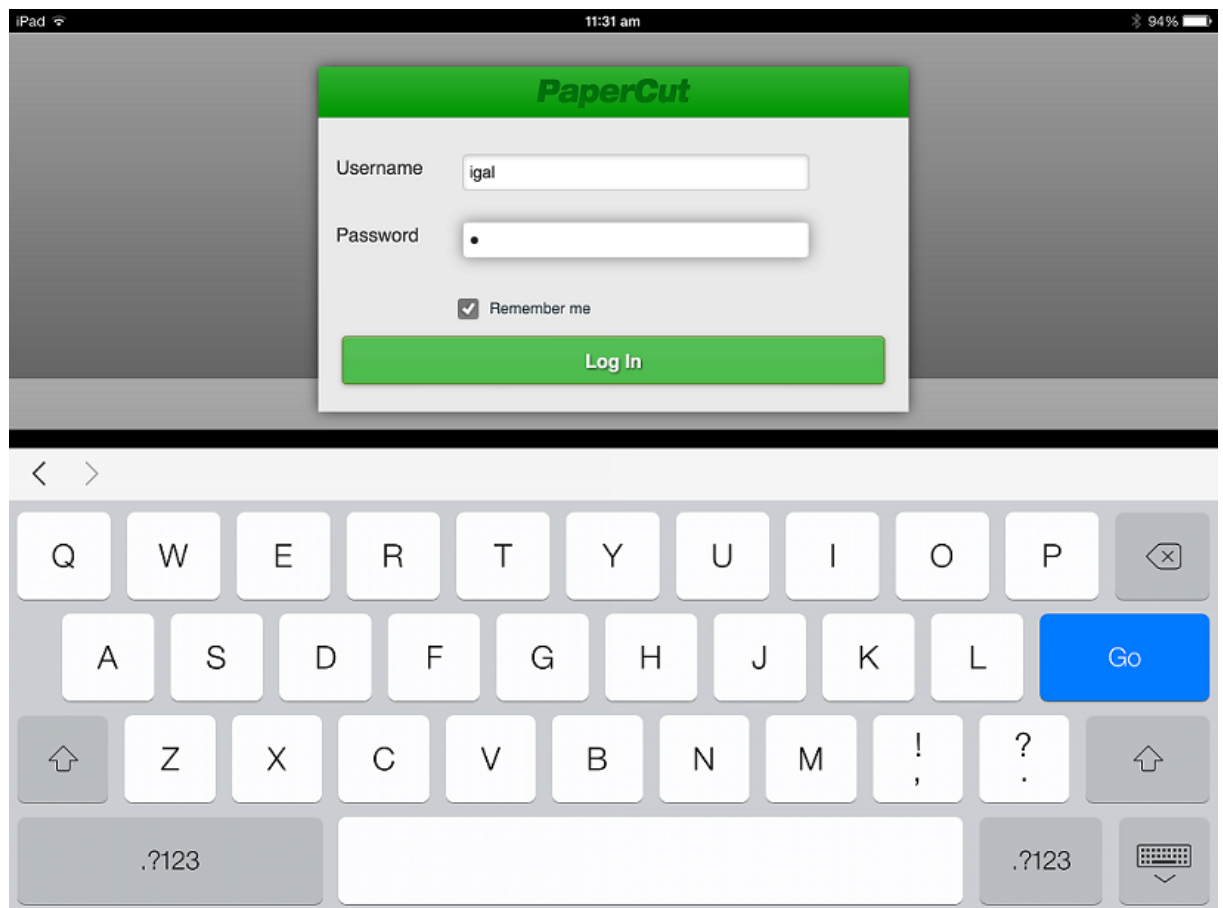 iPad 11:31 am 94%
PaperCut
Username igal
Password •
Remember me
Log In
Q W E R T Y U I O P
A S D F G H J K L Go
Z X C V B N M ! , ? .
.?123 .?123